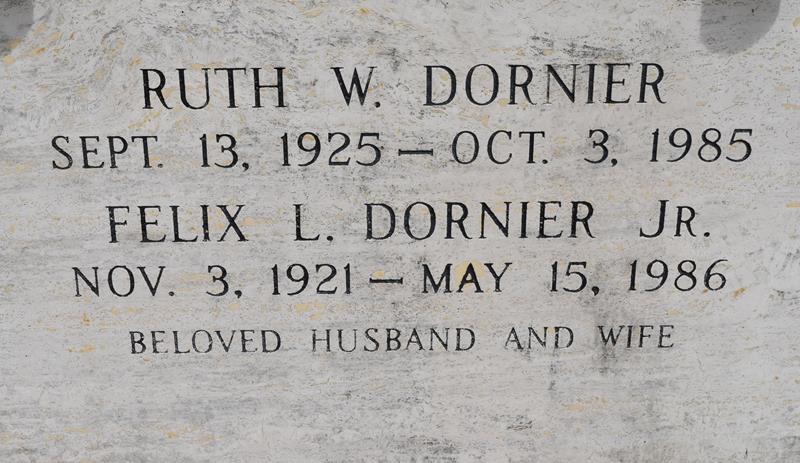 RUTH W. DORNIER
SEPT. 13, 1925 — OCT. 3, 1985
FELIX L. DORNIER JR.
NOV. 3, 1921 — MAY 15, 1986
BELOVED HUSBAND AND WIFE